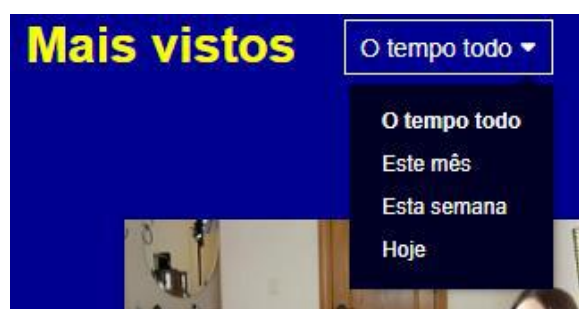 Mais vistos
O tempo todo
O tempo todo
Este mês
Esta semana
Hoje